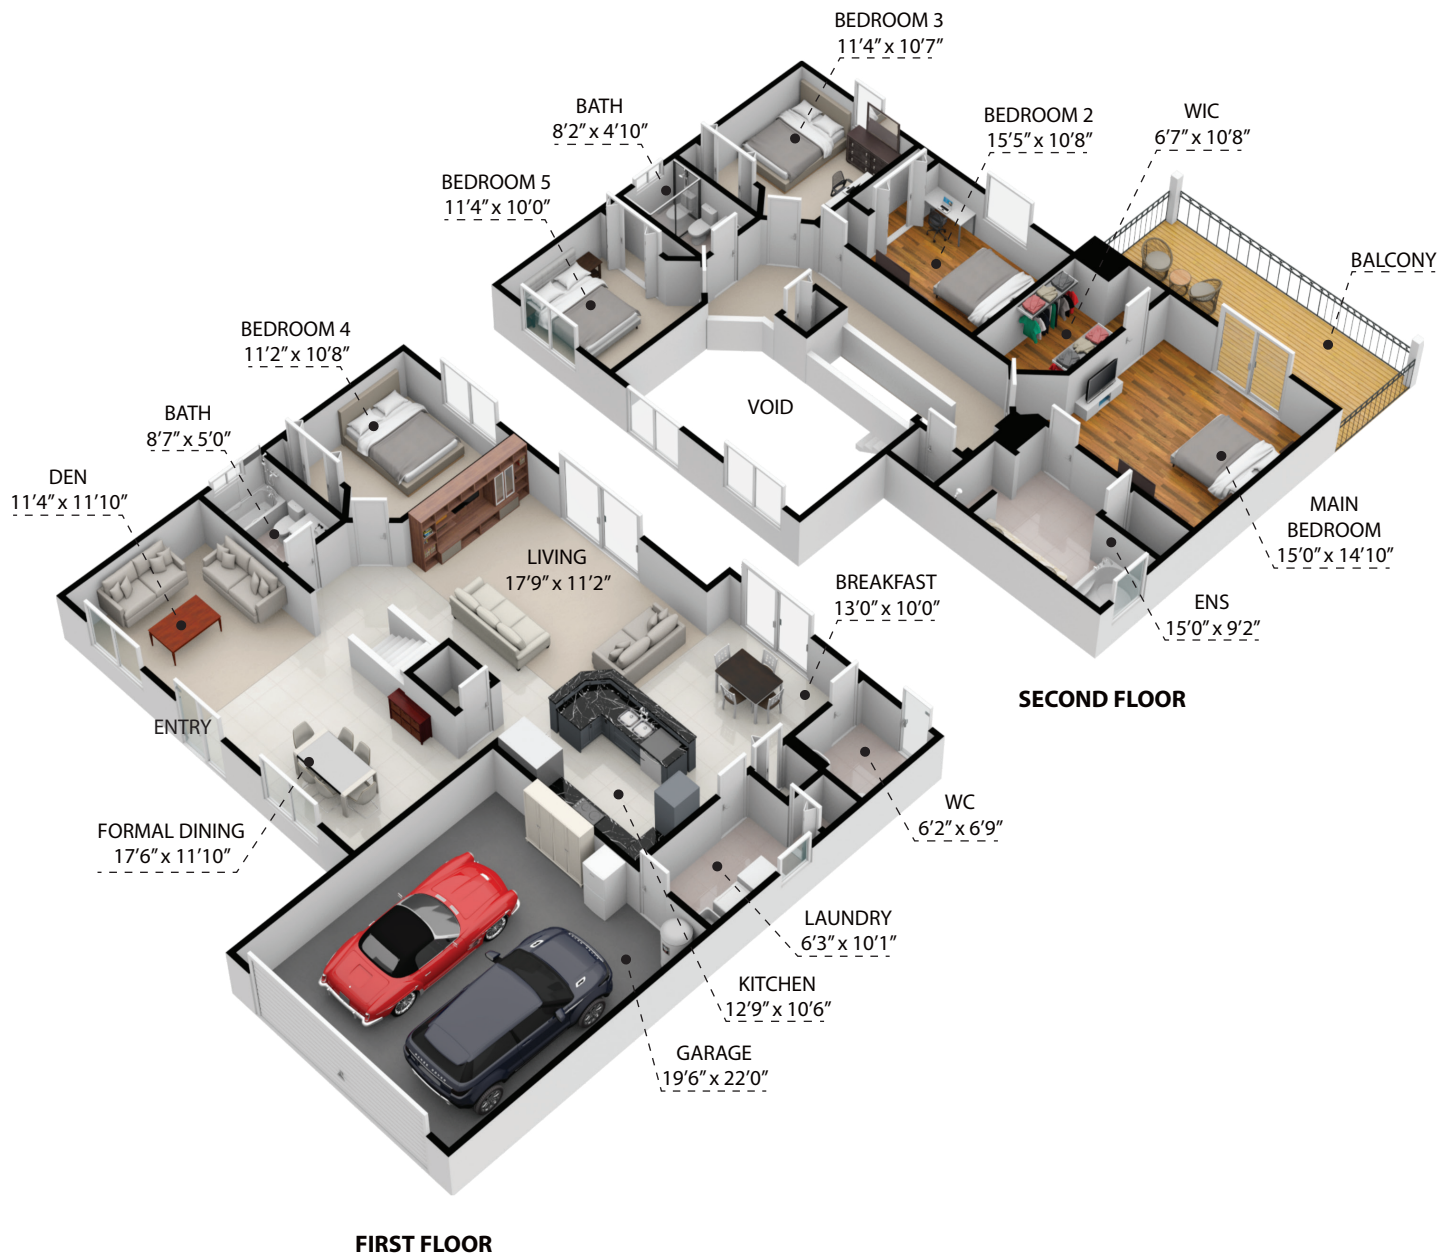 BEDROOM 3
11'4" x 10'7"
BATH
8'2" x 4'10"
BEDROOM 2
15'5" x 10'8"
WIC
6'7" x 10'8"
BEDROOM 5
11'4" x 10'0"
BALCONY
BEDROOM 4
11'2" x 10'8"
VOID
BATH
8'7" x 5'0"
DEN
11'4" x 11'10"
MAIN
BEDROOM
15'0" x 14'10"
LIVING
17'9" x 11'2"
BREAKFAST
13'0" x 10'0"
ENS
15'0" x 9'2"
SECOND FLOOR
ENTRY
WC
6'2" x 6'9"
FORMAL DINING
17'6" x 11'10"
LAUNDRY
6'3" x 10'1"
KITCHEN
12'9" x 10'6"
GARAGE
19'6" x 22'0"
FIRST FLOOR